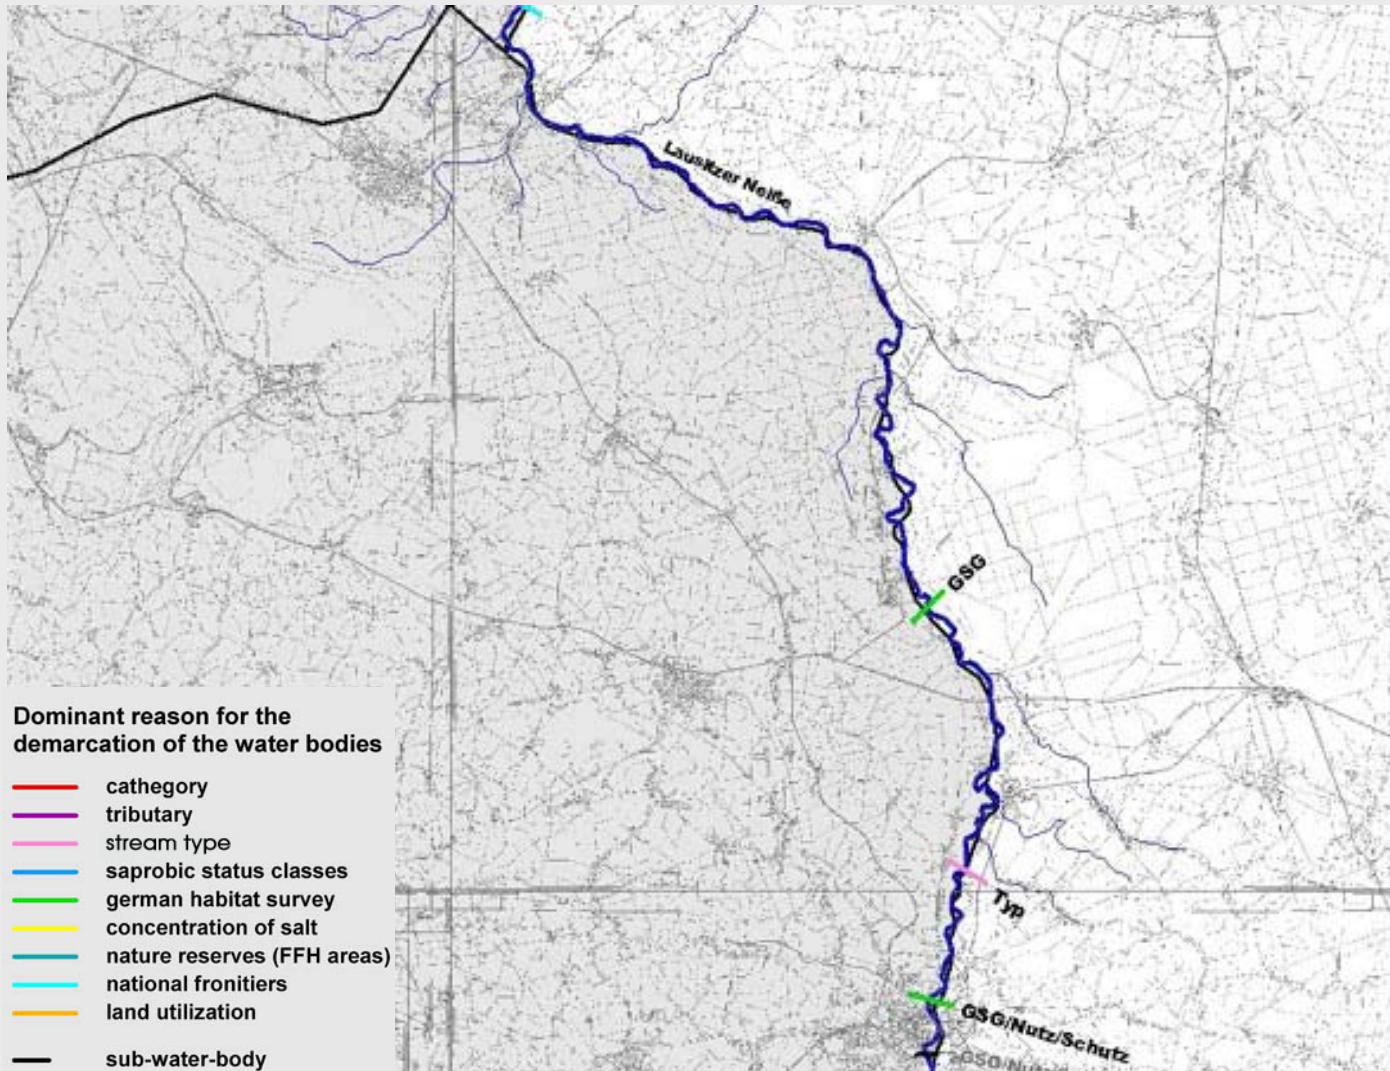 Lausitzer Neiße
GSG
Typ
GSG/Nutz/Schutz
Dominant reason for the
demarcation of the water bodies
cathegory
tributary
stream type
saprobic status classes
german habitat survey
concentration of salt
nature reserves (FFH areas)
national fronitiers
land utilization
sub-water-body